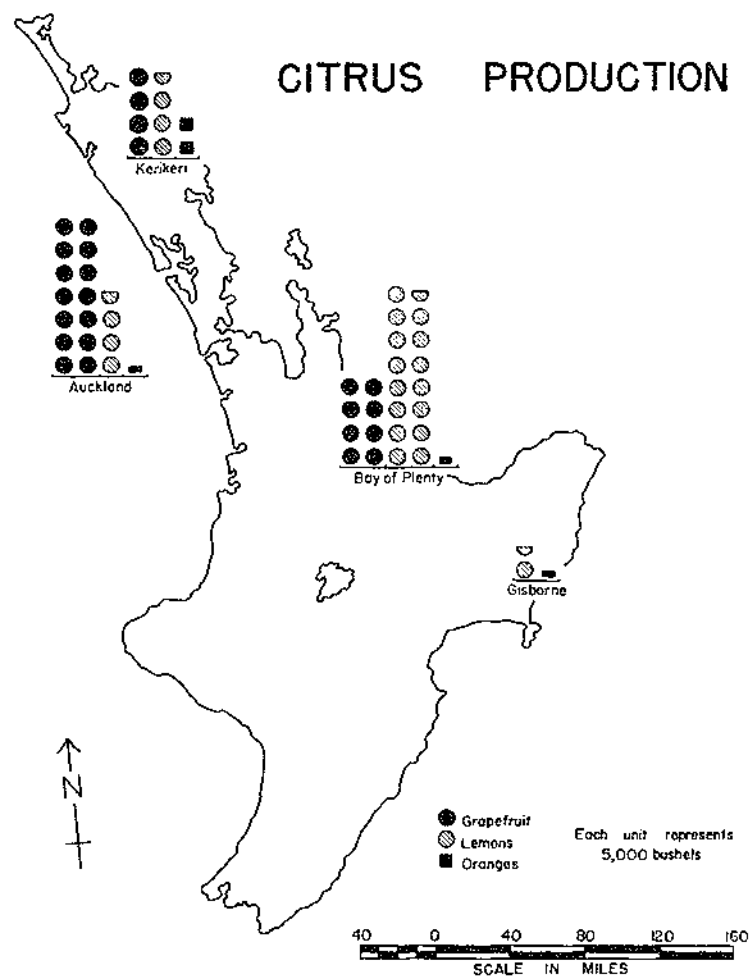 CITRUS PRODUCTION
Kerikeri
Auckland
Bay of Plenty
Gisborne
N
Grapefruit
Lemons
Oranges
Each unit represents
5,000 bushels
40 0 40 80 120 160
SCALE IN MILES